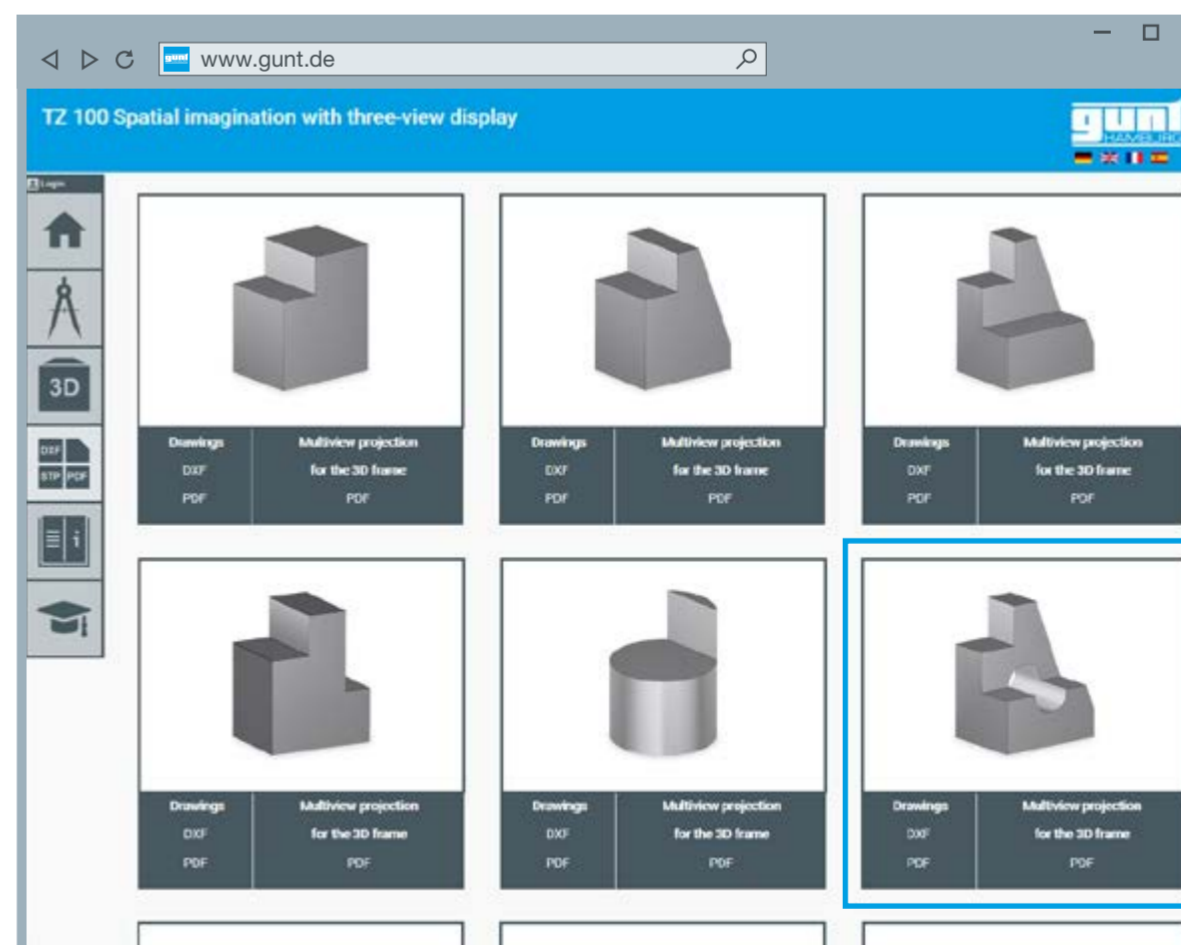 gunt www.gunt.de
TZ 100 Spatial imagination with three-view display
gunt
HAMBURG
Login
3D
DXF
STP PDF
i
Drawings Multiview projection
DXF for the 3D frame
PDF PDF
Drawings Multiview projection
DXF for the 3D frame
PDF PDF
Drawings Multiview projection
DXF for the 3D frame
PDF PDF
Drawings Multiview projection
DXF for the 3D frame
PDF PDF
Drawings Multiview projection
DXF for the 3D frame
PDF PDF
Drawings Multiview projection
DXF for the 3D frame
PDF PDF